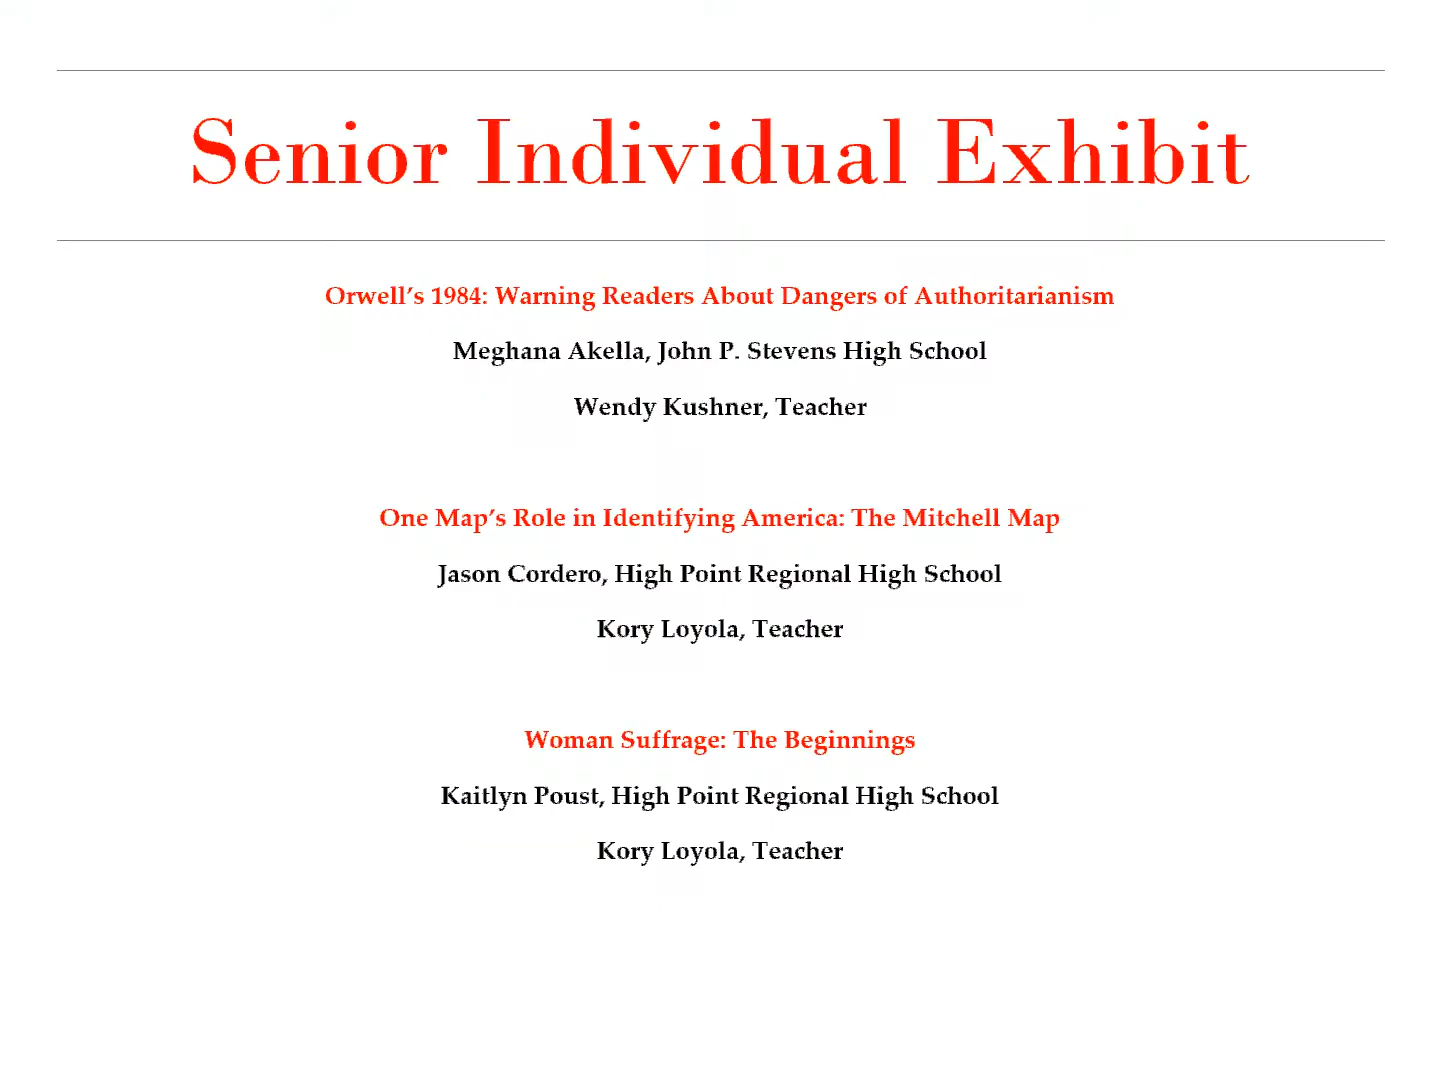 Senior Individual Exhibit
Orwell’s 1984: Warning Readers About Dangers of Authoritarianism
Meghana Akella, John P. Stevens High School
Wendy Kushner, Teacher
One Map’s Role in Identifying America: The Mitchell Map
Jason Cordero, High Point Regional High School
Kory Loyola, Teacher
Woman Suffrage: The Beginnings
Kaitlyn Poust, High Point Regional High School
Kory Loyola, Teacher